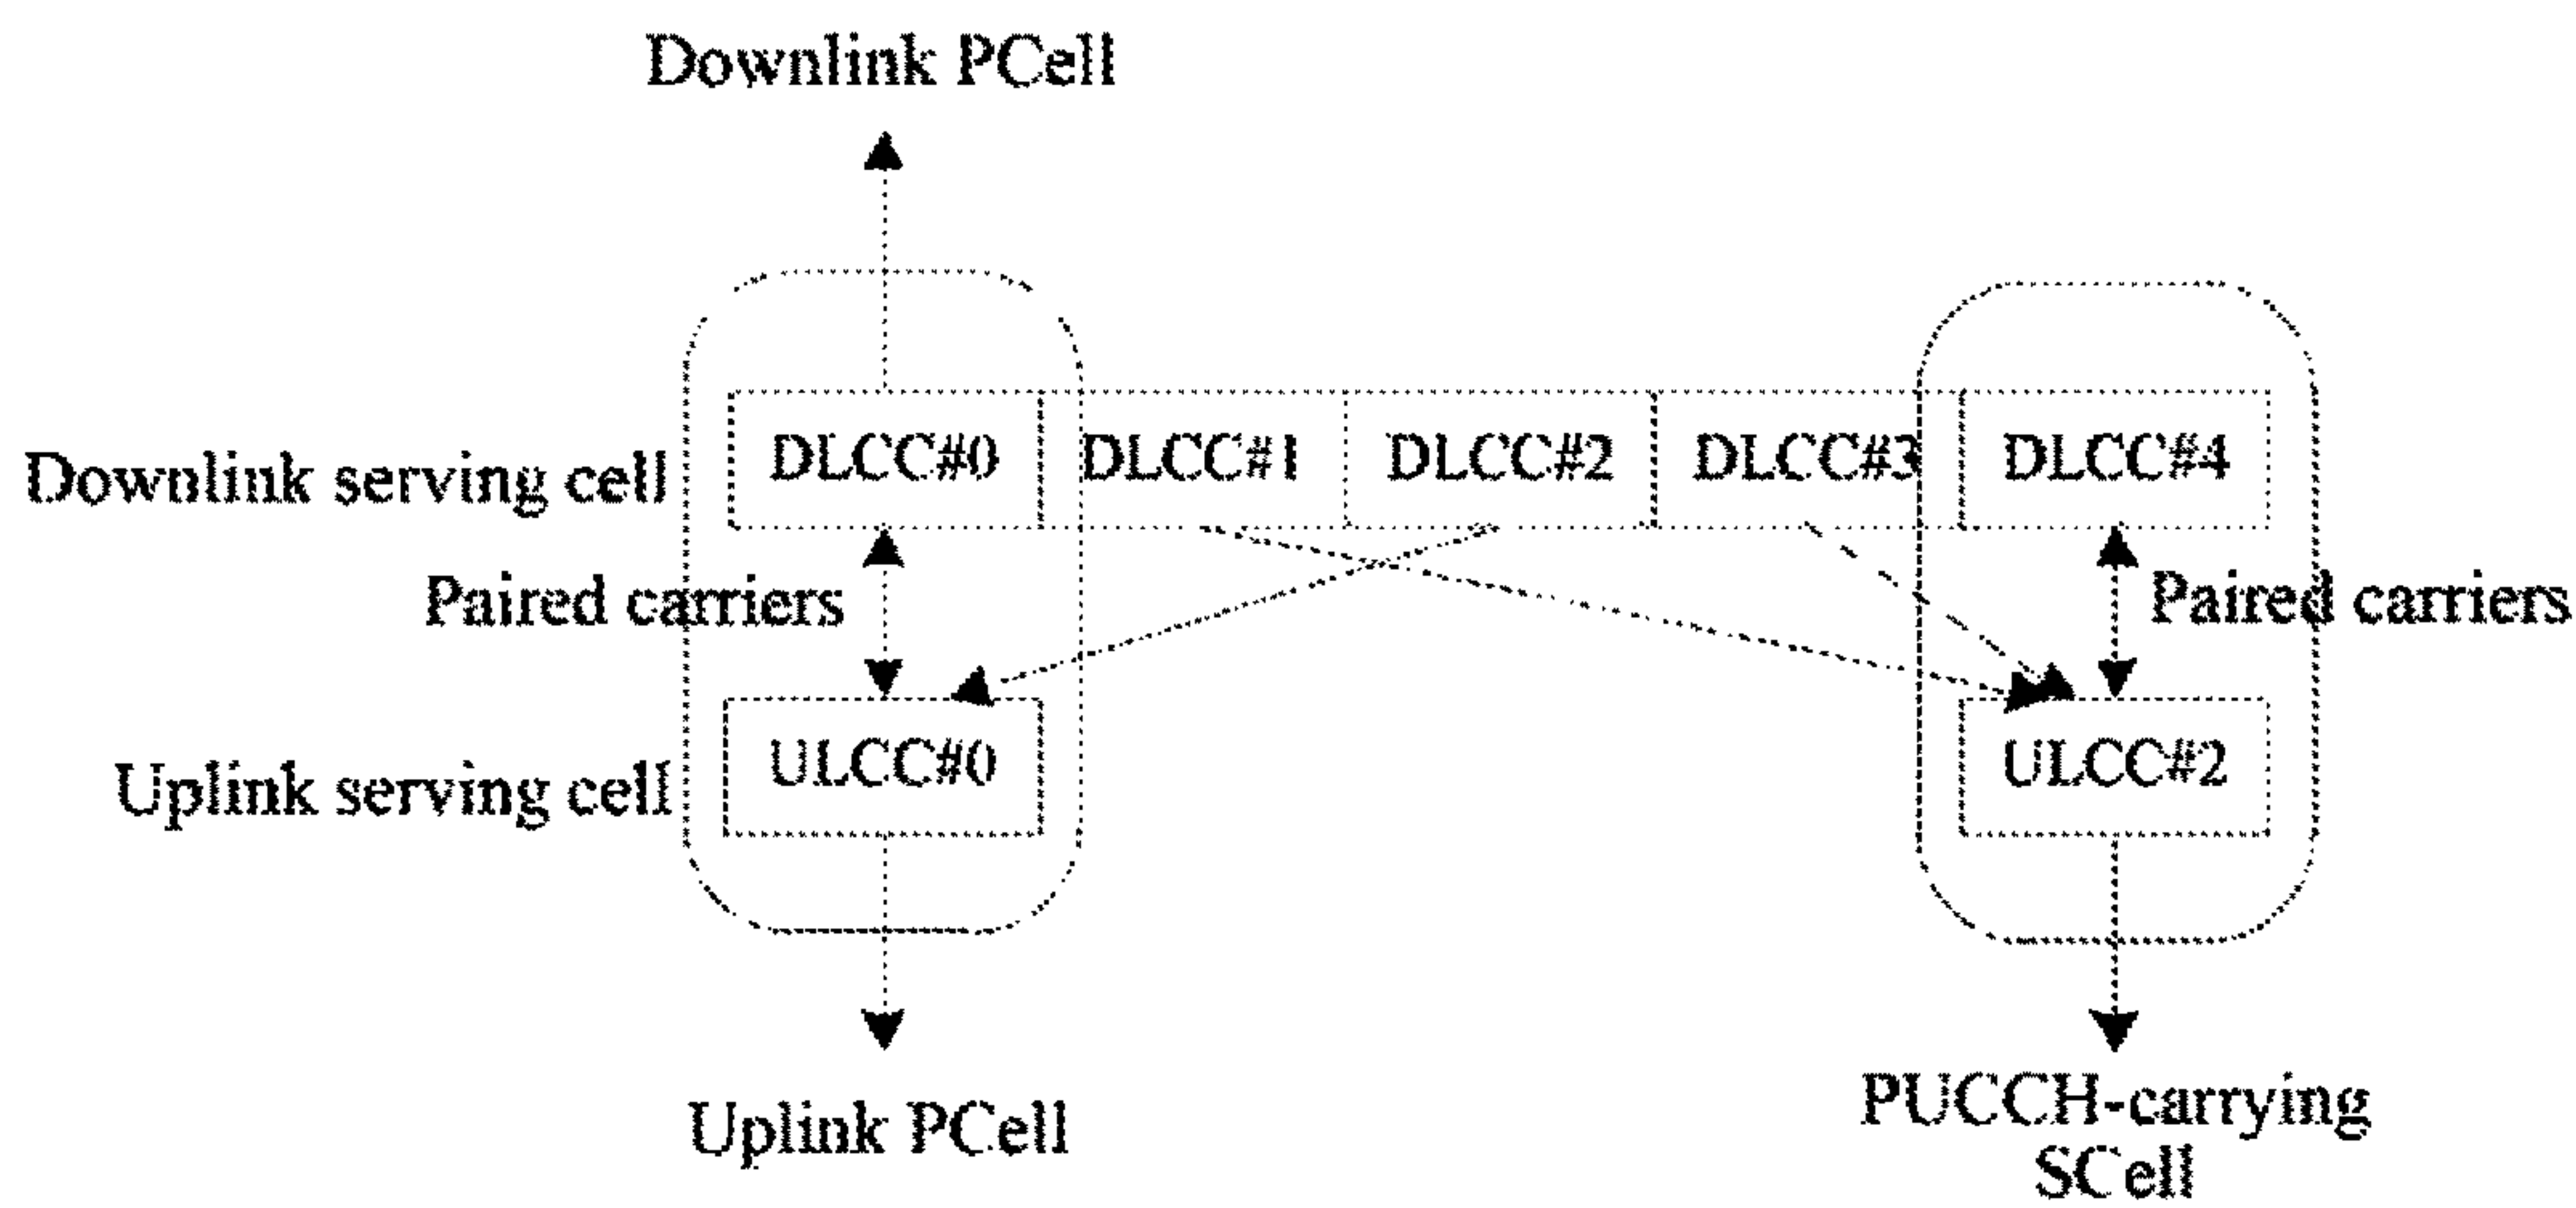 Downlink PCell
Downlink serving cell
DLCC#0 DLCC#1 DLCC#2 DLCC#3 DLCC#4
Paired carriers
Paired carriers
Uplink serving cell
ULCC#0
ULCC#2
Uplink PCell
PUCCH-carrying
SCell